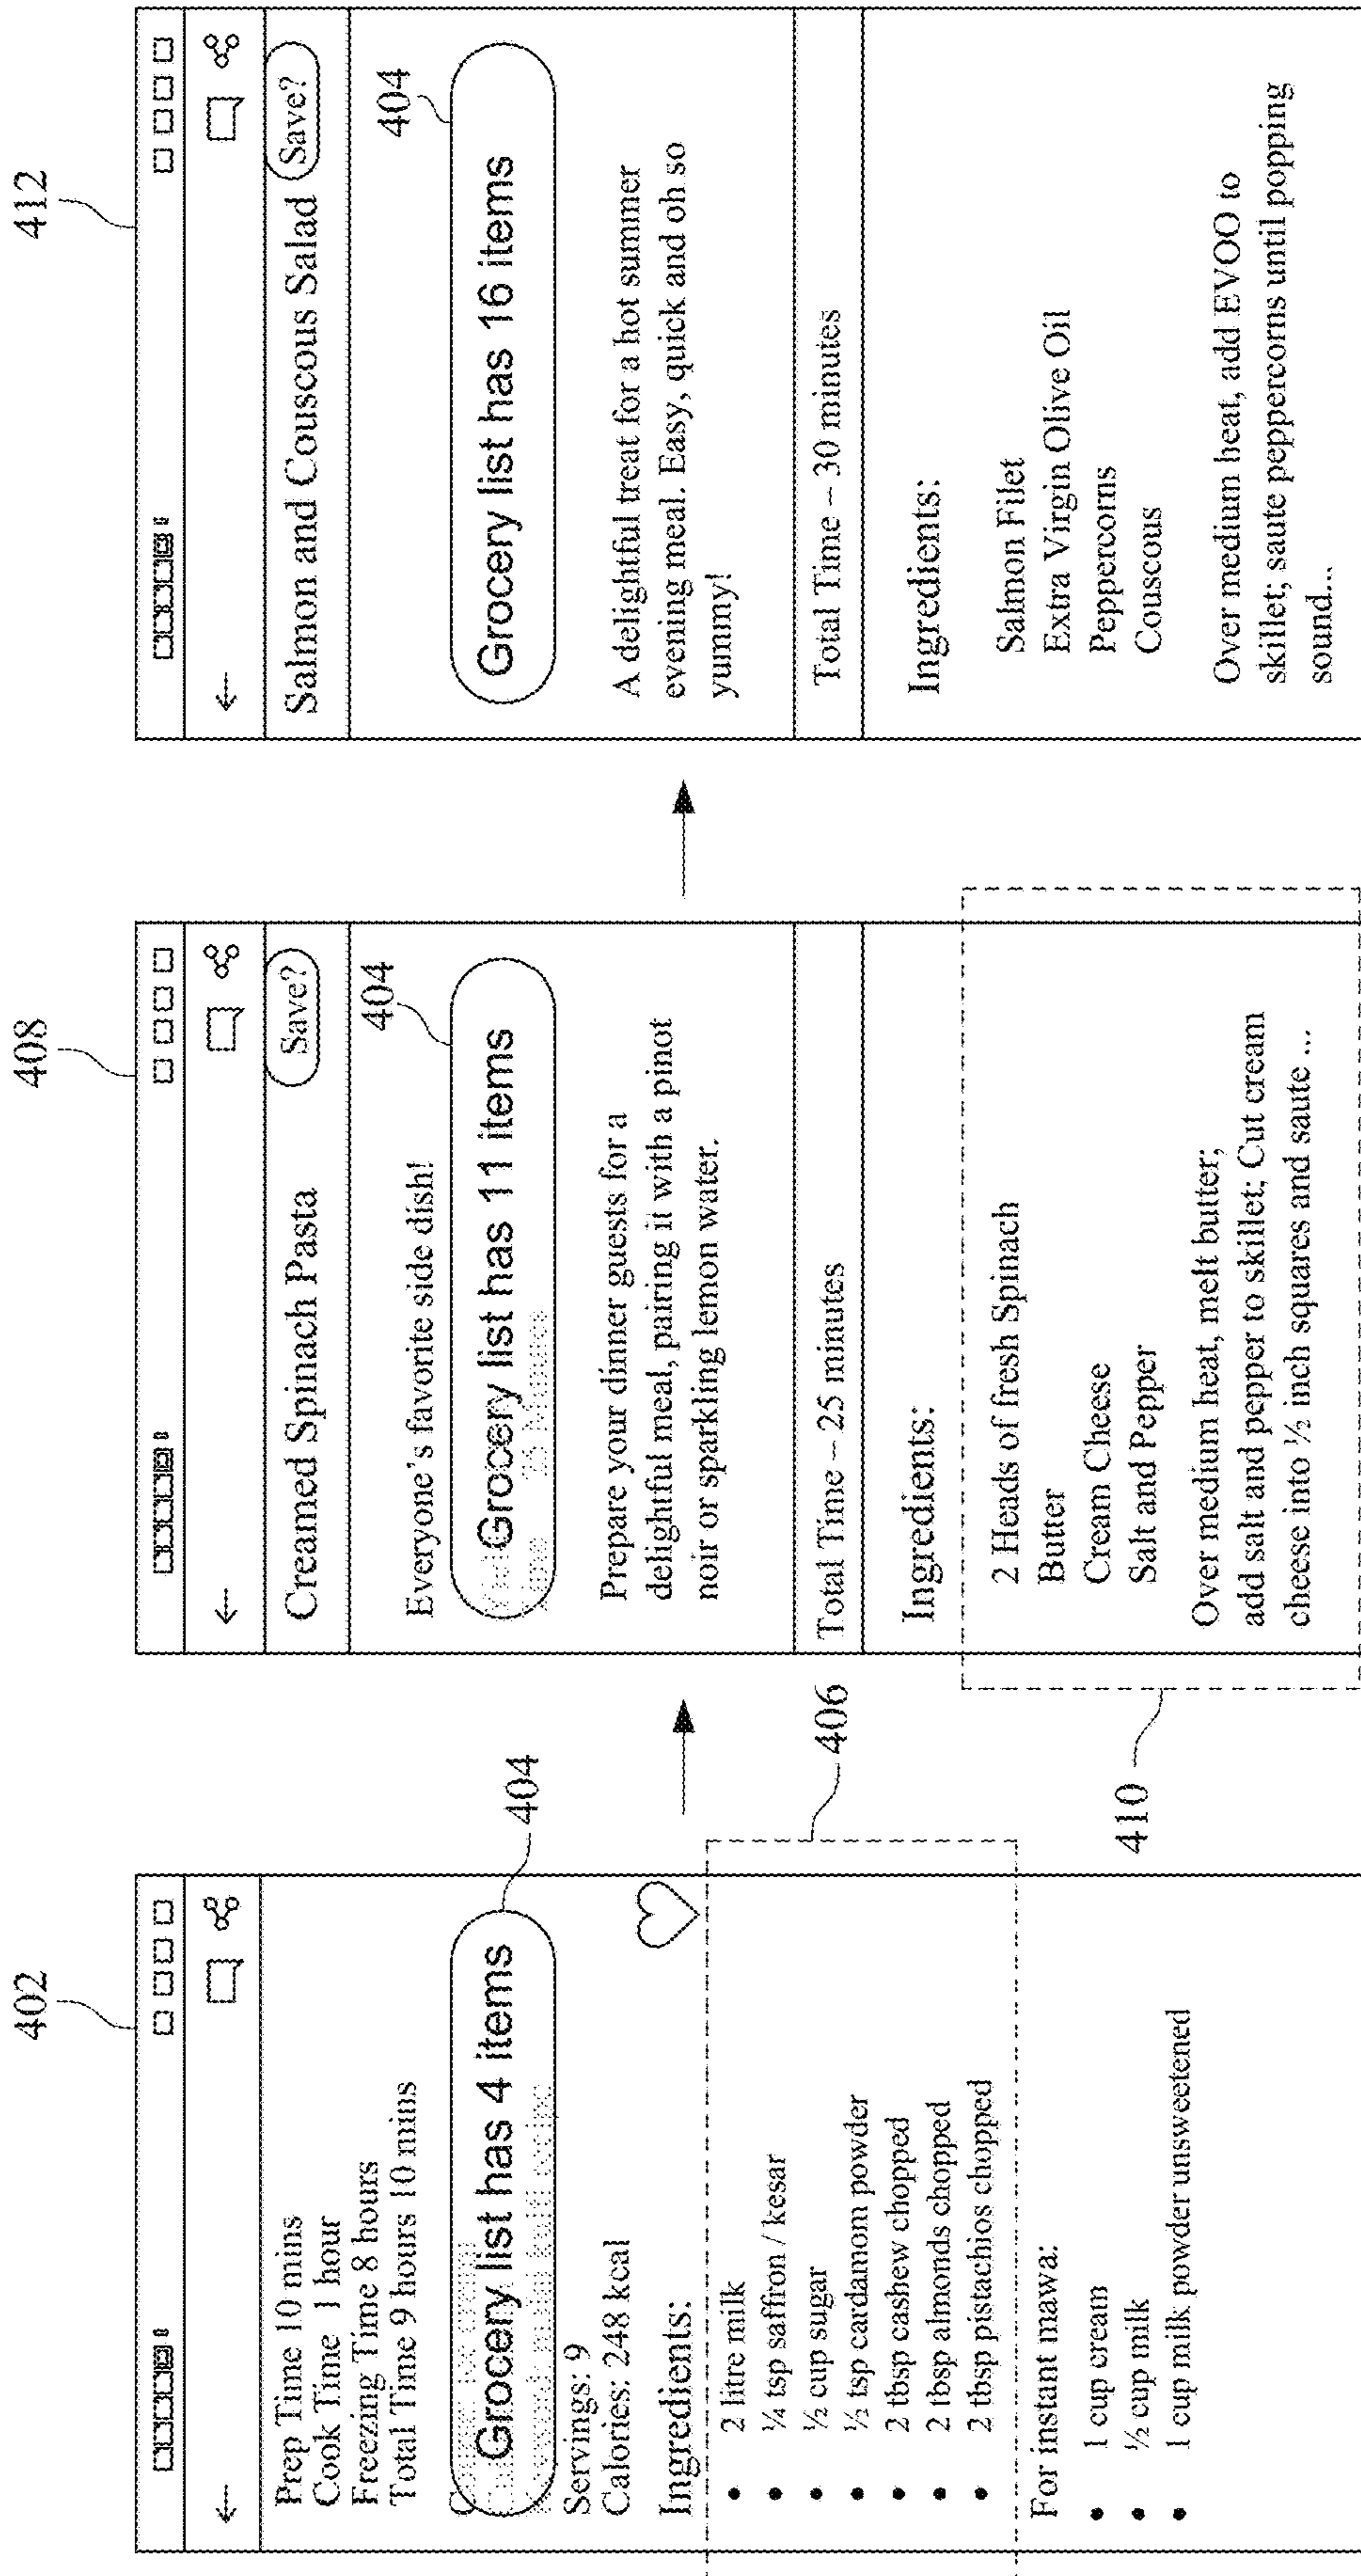 402
Prep Time 10 mins
Cook Time 1 hour
Freezing Time 8 hours
Total Time 9 hours 10 mins
Grocery list has 4 items
404
Servings: 9
Calories: 248 kcal
Ingredients:
• 2 litre milk
• ¼ tsp saffron / kesar
• ½ cup sugar
• ½ tsp cardamom powder
• 2 tbsp cashew chopped
• 2 tbsp almonds chopped
• 2 tbsp pistachios chopped
406
For instant mawa:
• 1 cup cream
• ½ cup milk
• 1 cup milk powder unsweetened
408
Creamed Spinach Pasta
Save?
Everyone's favorite side dish!
404
Grocery list has 11 items
Prepare your dinner guests for a
delightful meal, pairing it with a pinot
noir or sparkling lemon water.
Total Time – 25 minutes
Ingredients:
2 Heads of fresh Spinach
Butter
Cream Cheese
Salt and Pepper
Over medium heat, melt butter;
add salt and pepper to skillet; Cut cream
cheese into ½ inch squares and saute ...
410
412
Salmon and Couscous Salad
Save?
404
Grocery list has 16 items
A delightful treat for a hot summer
evening meal. Easy, quick and oh so
yummy!
Total Time – 30 minutes
Ingredients:
Salmon Filet
Extra Virgin Olive Oil
Peppercorns
Couscous
Over medium heat, add EVOO to
skillet; saute peppercorns until popping
sound...